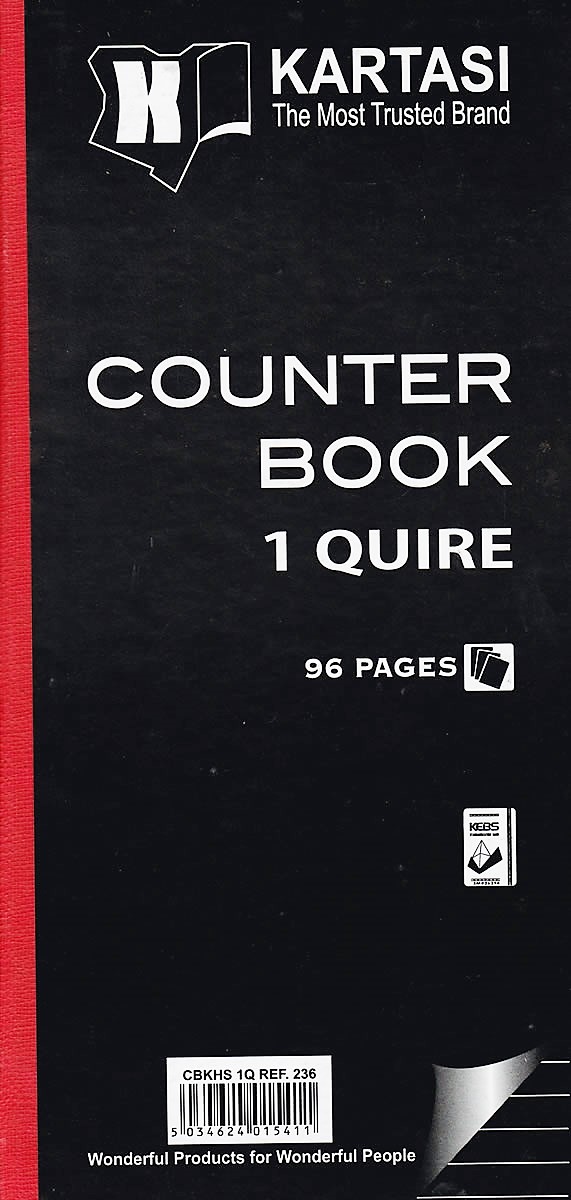 KARTASI
The Most Trusted Brand
COUNTER
BOOK
1 QUIRE
96 PAGES
KEBS
CBKHS 1Q REF. 236
5 034624 015411
Wonderful Products for Wonderful People